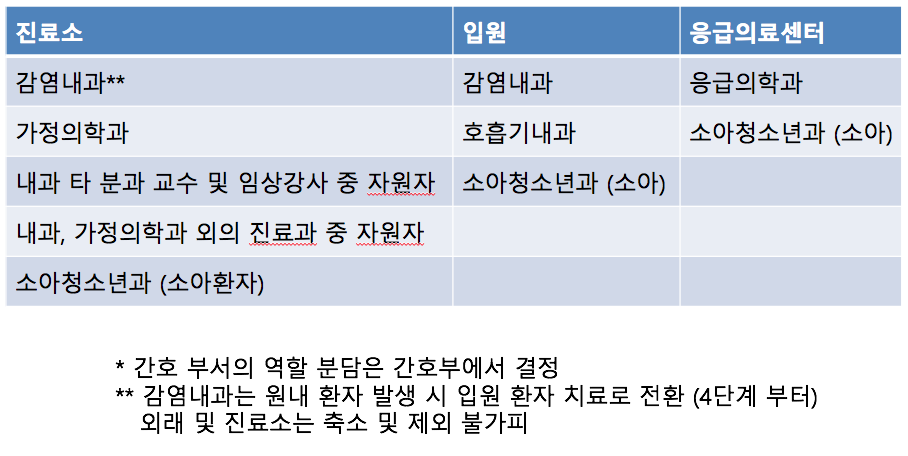 진료소 입원 응급의료센터
감염내과** 감염내과 응급의학과
가정의학과 호흡기내과 소아청소년과 (소아)
내과 타 분과 교수 및 임상강사 중 자원자 소아청소년과 (소아)
내과, 가정의학과 외의 진료과 중 자원자
소아청소년과 (소아환자)
* 간호 부서의 역할 분담은 간호부에서 결정
** 감염내과는 원내 환자 발생 시 입원 환자 치료로 전환 (4단계 부터)
외래 및 진료소는 축소 및 제외 불가피